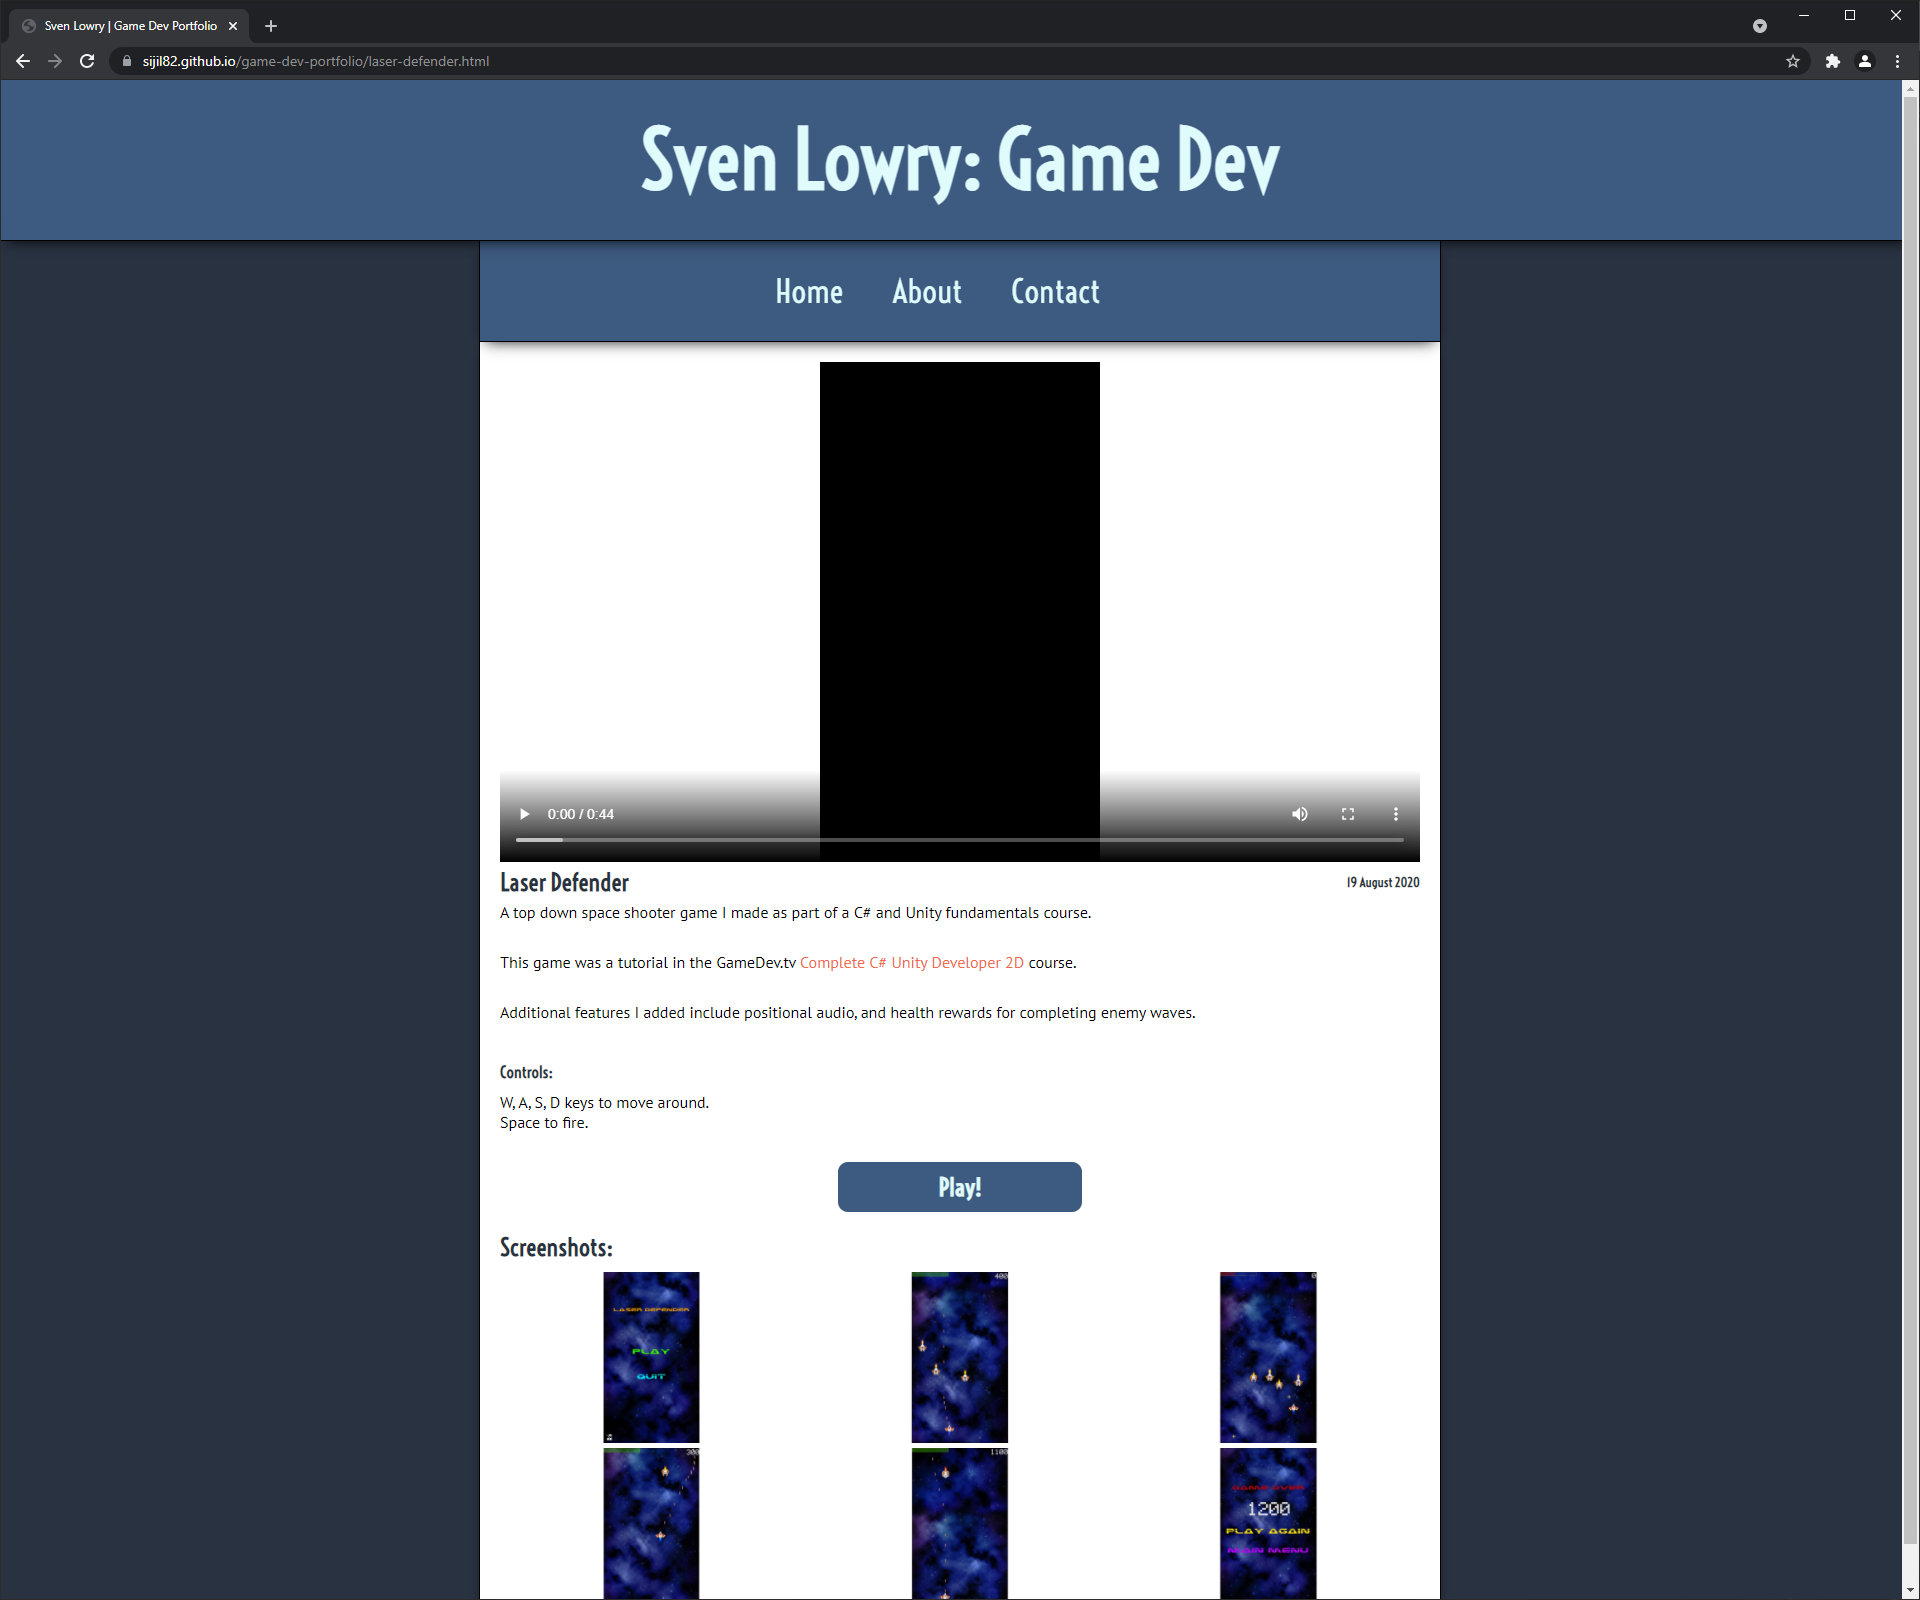 Sven Lowry | Game Dev Portfolio
sijil82.github.io/game-dev-portfolio/laser-defender.html
Sven Lowry: Game Dev
Home About Contact
0:00 / 0:44
Laser Defender 19 August 2020
A top down space shooter game I made as part of a C# and Unity fundamentals course.
This game was a tutorial in the GameDev.tv Complete C# Unity Developer 2D course.
Additional features I added include positional audio, and health rewards for completing enemy waves.
Controls:
W, A, S, D keys to move around.
Space to fire.
Play!
Screenshots:
LASER DEFENDER
PLAY
QUIT
400
0
300
1100
GAME OVER
1200
PLAY AGAIN
MAIN MENU